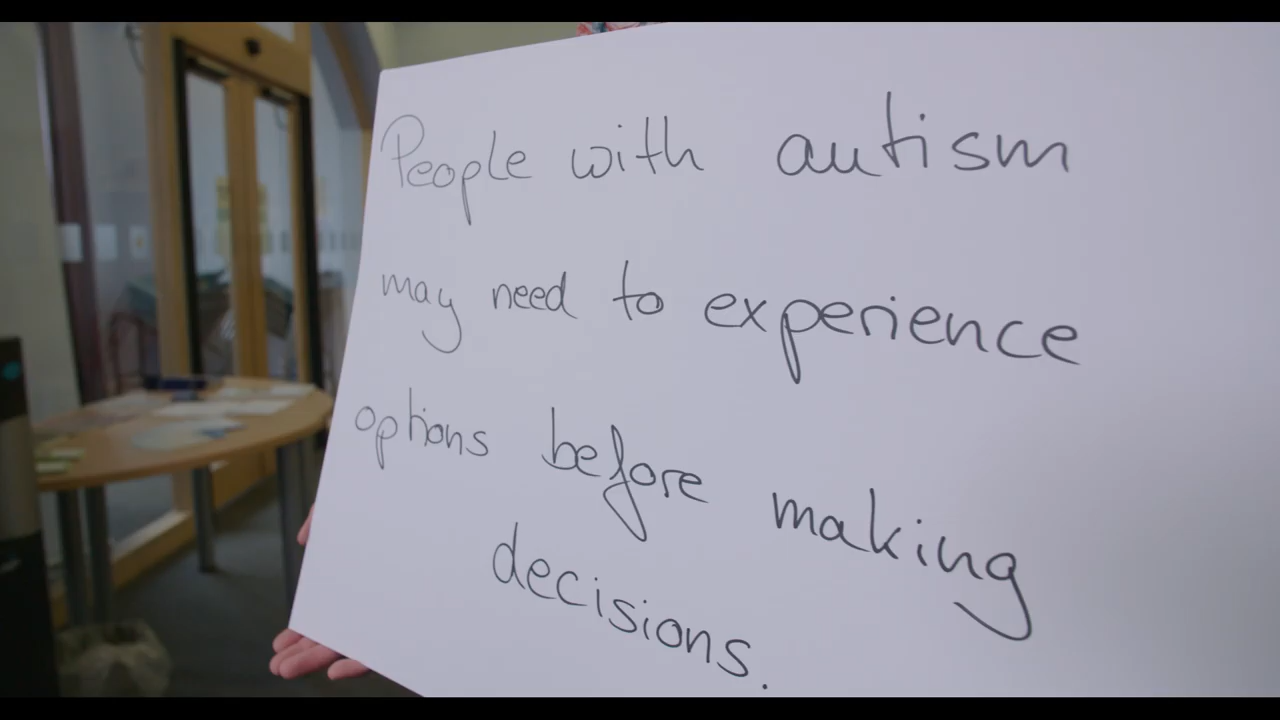 People with autism
may need to experience
options before making
decisions.